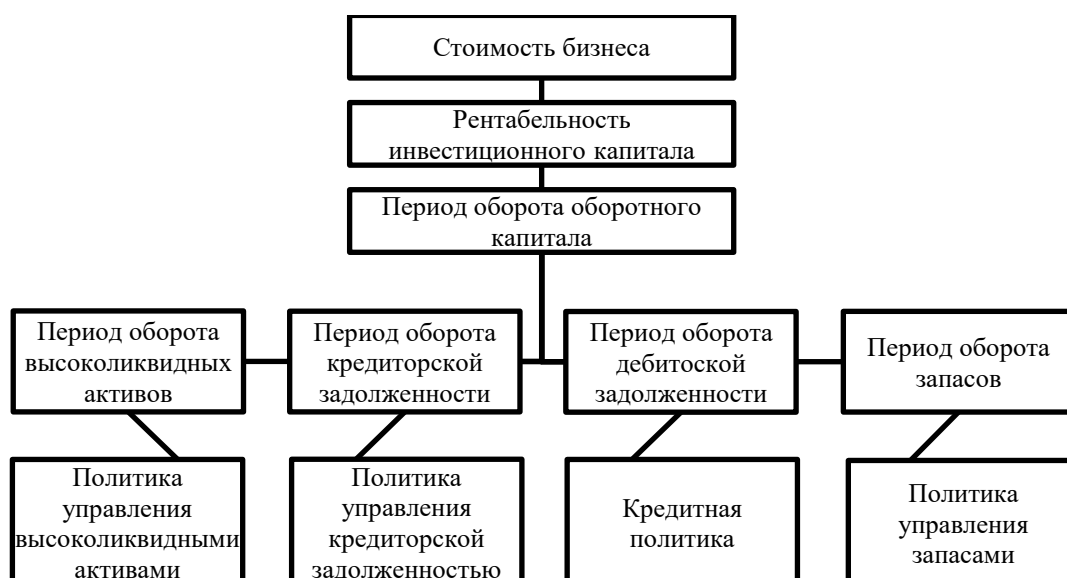 Стоимость бизнеса
Рентабельность
инвестиционного капитала
Период оборота оборотного
капитала
Период оборота
высоколиквидных
активов
Период оборота
кредиторской
задолженности
Период оборота
дебитоской
задолженности
Период оборота
запасов
Политика
управления
высоколиквидными
активами
Политика
управления
кредиторской
задолженностью
Кредитная
политика
Политика
управления
запасами